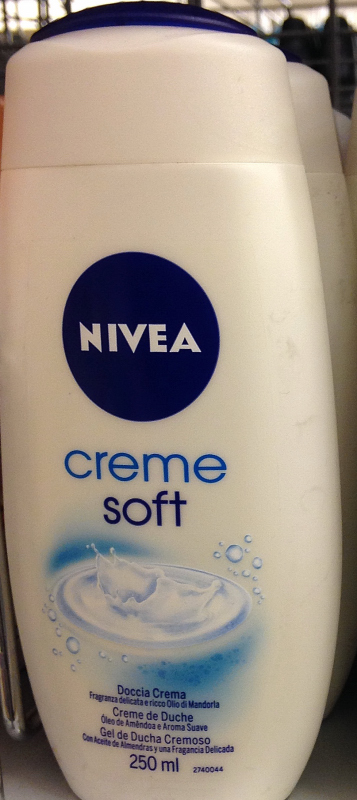 NIVEA
creme
soft
Doccia Crema
Fragranza delicata e ricco Olio di Mandorla
Creme de Duche
Óleo de Amêndoa e Aroma Suave
Gel de Ducha Cremoso
Con Aceite de Almendras y una Fragancia Delicada
250 ml
2740044